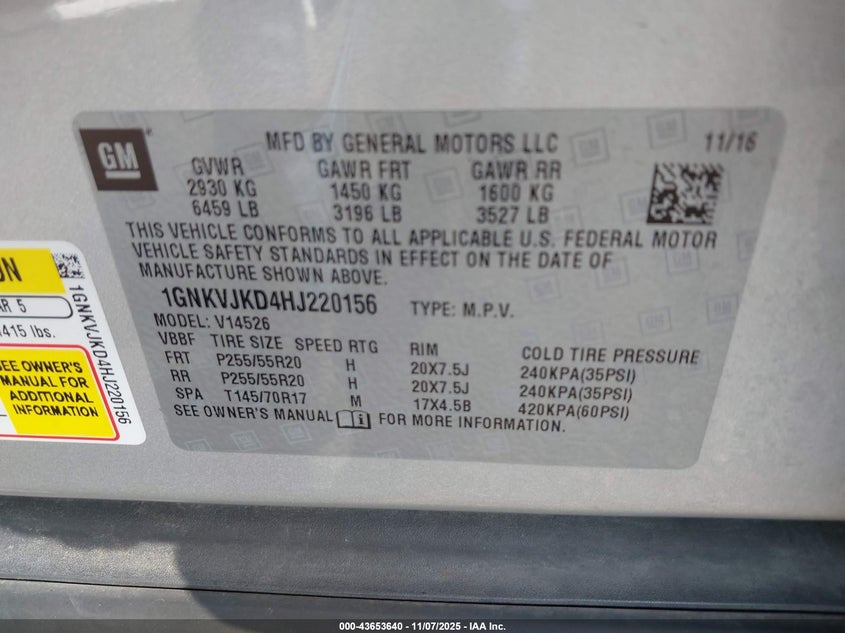 GM
MFD BY GENERAL MOTORS LLC 11/16
GVWR GAWR FRT GAWR RR
2930 KG 1450 KG 1600 KG
6459 LB 3196 LB 3527 LB
THIS VEHICLE CONFORMS TO ALL APPLICABLE U.S. FEDERAL MOTOR
VEHICLE SAFETY STANDARDS IN EFFECT ON THE DATE OF
MANUFACTURE SHOWN ABOVE.
1GNKVJKD4HJ220156 TYPE: M.P.V.
MODEL: V14526
VBBF TIRE SIZE SPEED RTG RIM COLD TIRE PRESSURE
FRT P255/55R20 H 20X7.5J 240KPA(35PSI)
RR P255/55R20 H 20X7.5J 240KPA(35PSI)
SPA T145/70R17 M 17X4.5B 420KPA(60PSI)
SEE OWNER'S MANUAL FOR MORE INFORMATION.
ON
AR 5
415 lbs.
SEE OWNER'S
MANUAL FOR
ADDITIONAL
INFORMATION
1GNKVJKD4HJ220156
000-43653640 - 11/07/2025 - IAA Inc.